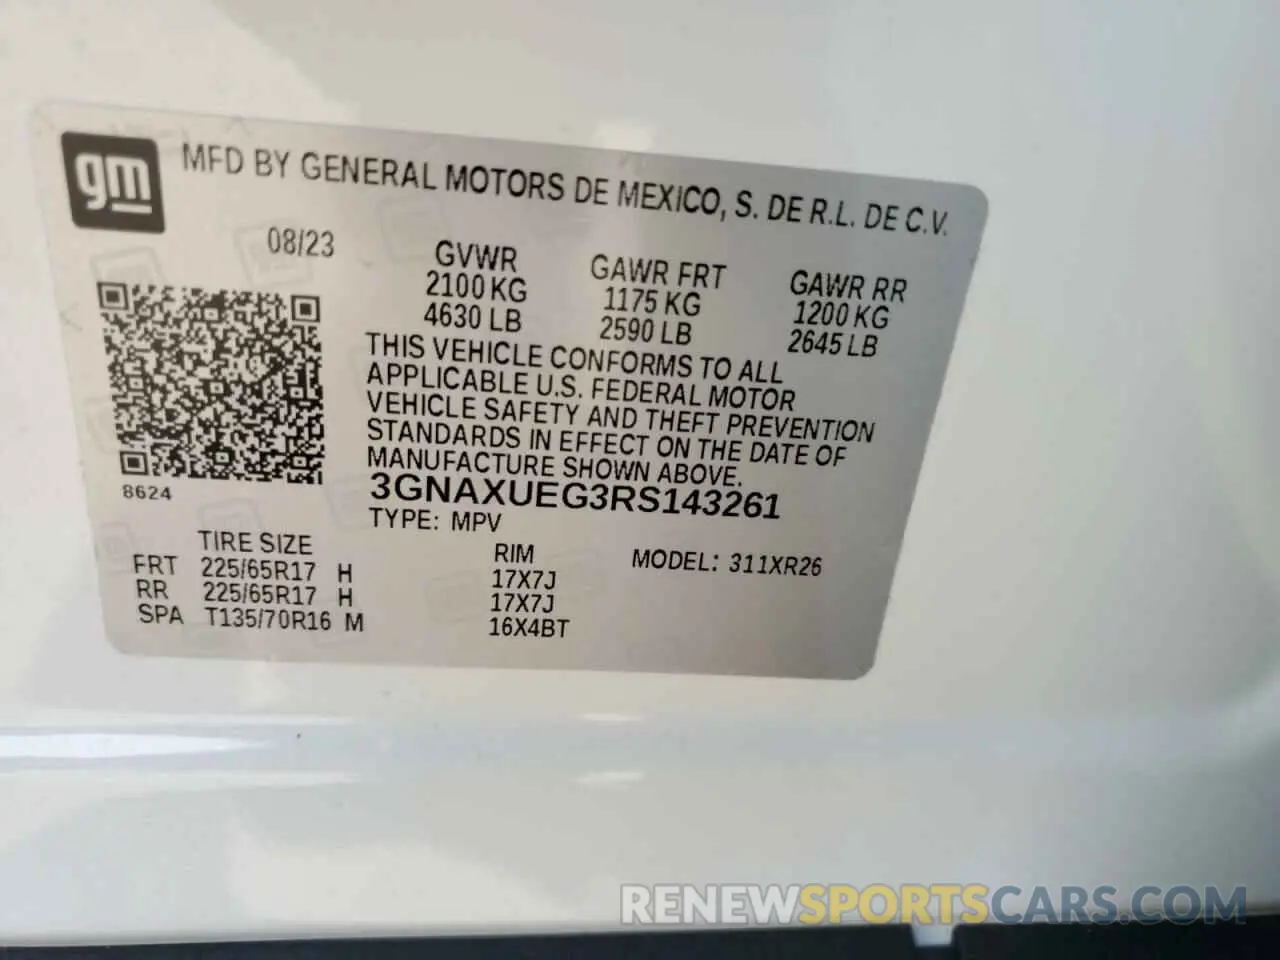 gm
MFD BY GENERAL MOTORS DE MEXICO, S. DE R.L. DE C.V.
08/23
GVWR GAWR FRT GAWR RR
2100 KG 1175 KG 1200 KG
4630 LB 2590 LB 2645 LB
THIS VEHICLE CONFORMS TO ALL
APPLICABLE U.S. FEDERAL MOTOR
VEHICLE SAFETY AND THEFT PREVENTION
STANDARDS IN EFFECT ON THE DATE OF
MANUFACTURE SHOWN ABOVE.
8624
3GNAXUEG3RS143261
TYPE: MPV
TIRE SIZE RIM MODEL: 311XR26
FRT 225/65R17 H 17X7J
RR 225/65R17 H 17X7J
SPA T135/70R16 M 16X4BT
RENEWSPORTSCARS.COM